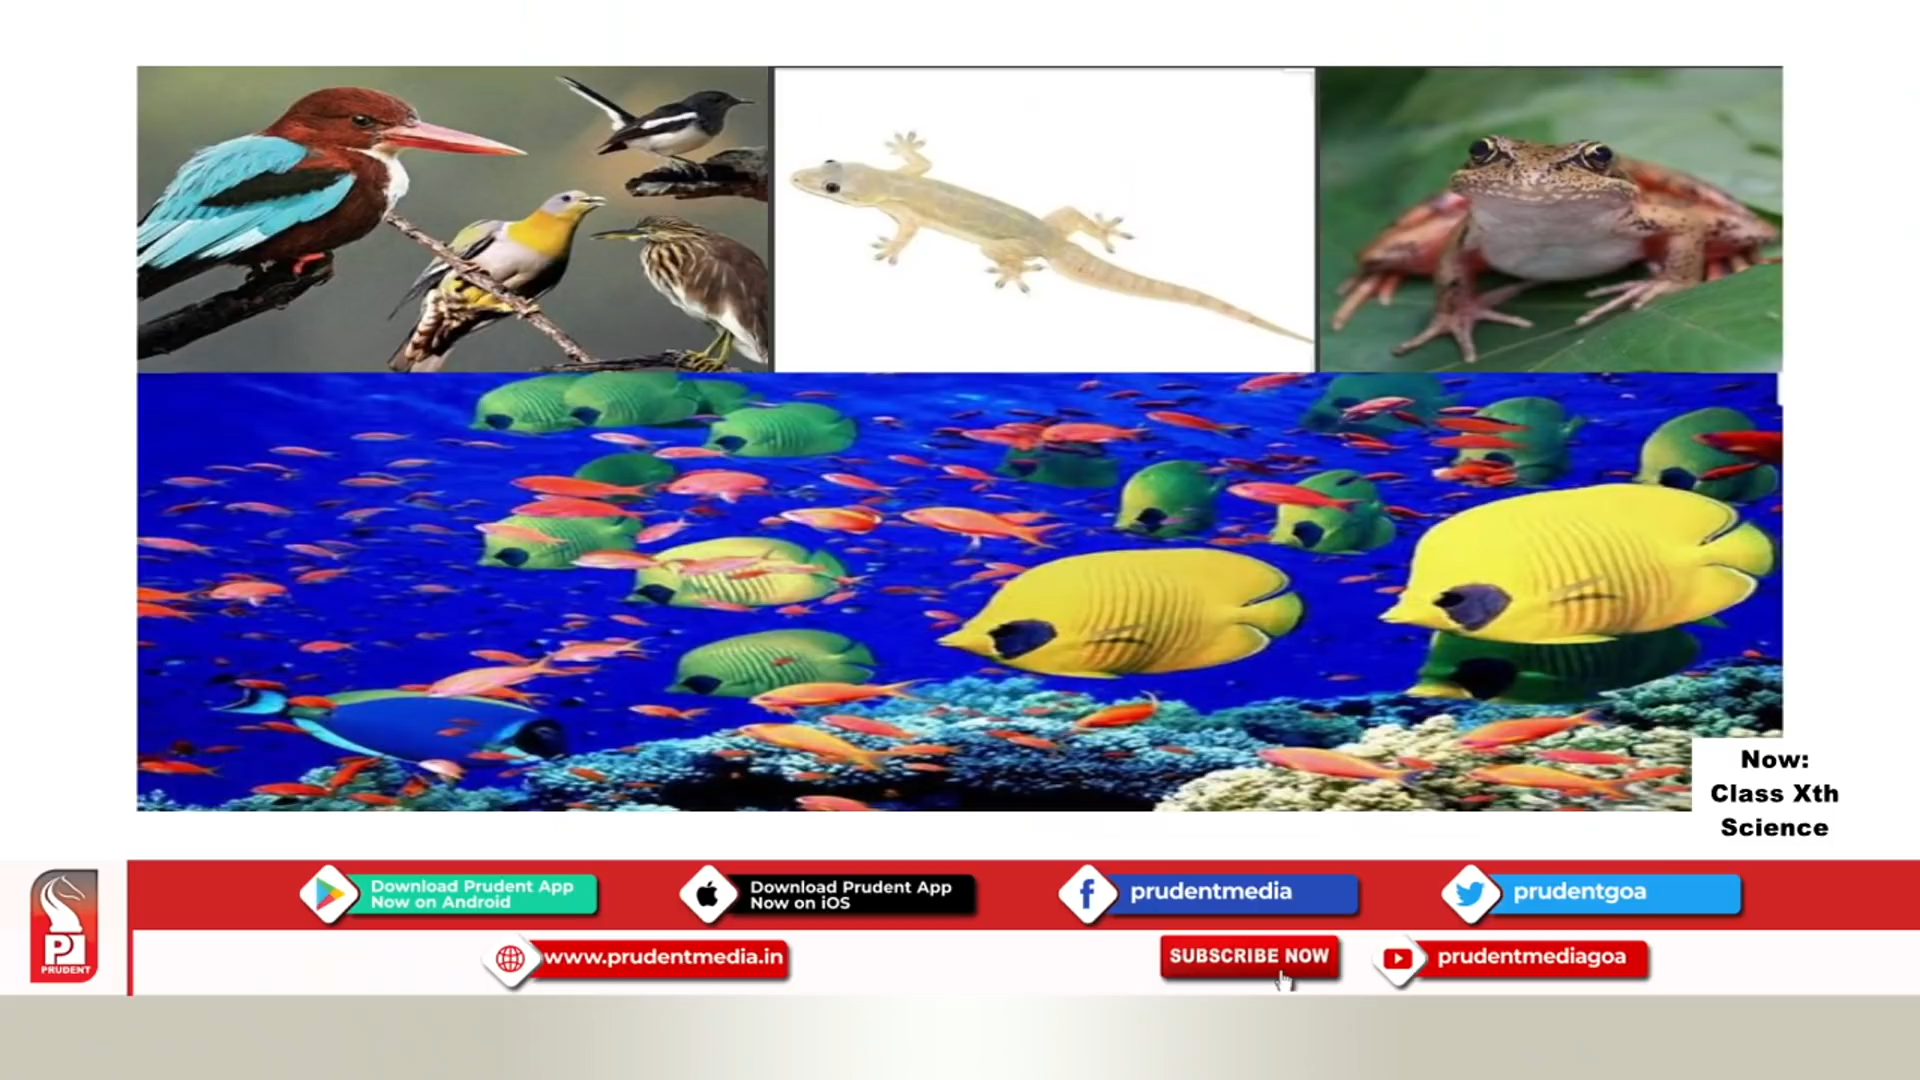 Now:
Class Xth
Science
Download Prudent App
Now on Android
Download Prudent App
Now on iOS
prudentmedia
prudentgoa
PRUDENT
www.prudentmedia.in
SUBSCRIBE NOW
prudentmediagoa